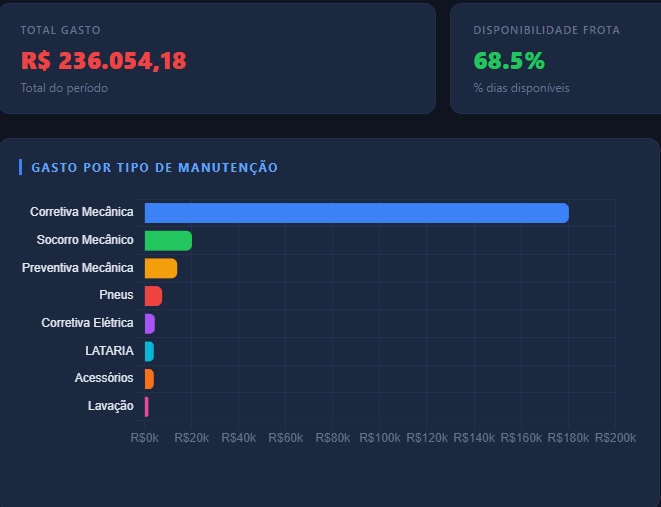 TOTAL GASTO
R$ 236.054,18
Total do período
DISPONIBILIDADE FROTA
68.5%
% dias disponíveis
GASTO POR TIPO DE MANUTENÇÃO
Corretiva Mecânica
Socorro Mecânico
Preventiva Mecânica
Pneus
Corretiva Elétrica
LATARIA
Acessórios
Lavação
R$0k R$20k R$40k R$60k R$80k R$100k R$120k R$140k R$160k R$180k R$200k